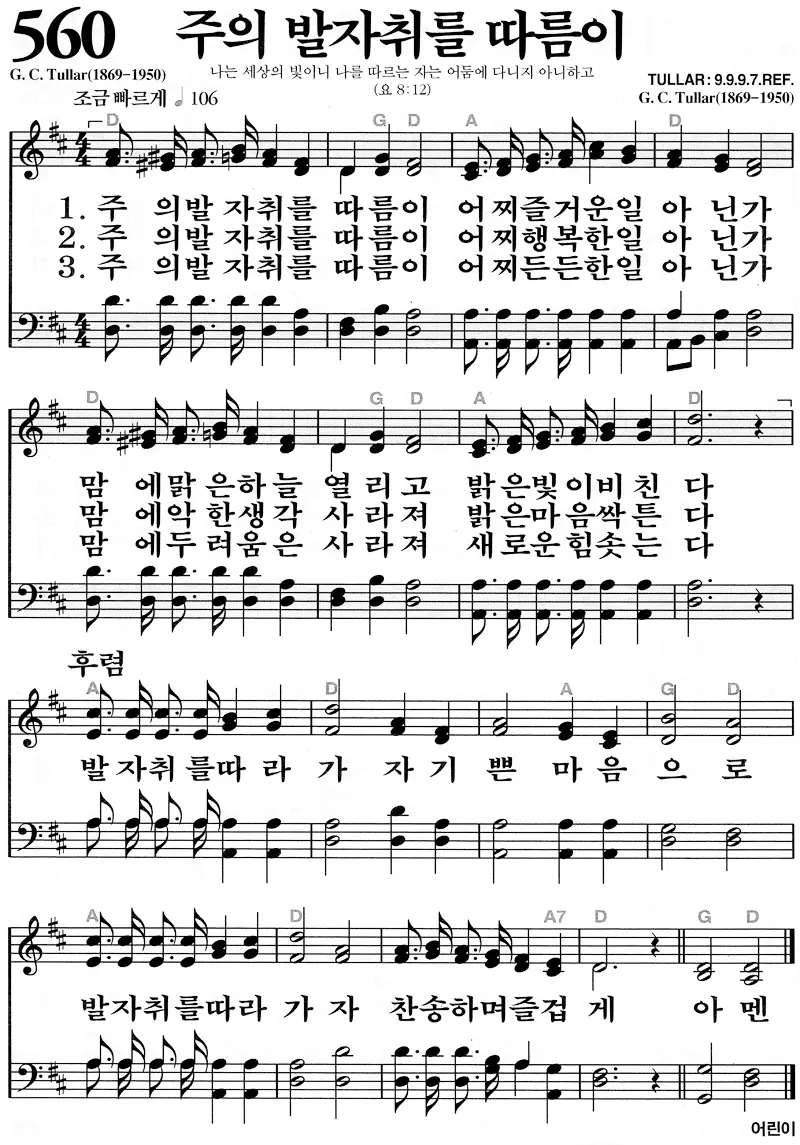 560 주의 발자취를 따름이
G. C. Tullar(1869-1950) 나는 세상의 빛이니 나를 따르는 자는 어둠에 다니지 아니하고 TULLAR: 9.9.9.7.REF.
조금 빠르게 ♩ 106 (요 8:12) G. C. Tullar(1869-1950)
D G D A D
4 4
1. 주 의발 자취를 따름이 어찌즐거운일 아 닌가
2. 주 의발 자취를 따름이 어찌행복한일 아 닌가
3. 주 의발 자취를 따름이 어찌든든한일 아 닌가
4 4
D G D A D
맘 에맑 은하늘 열리고 밝은빛이비친다
맘 에악 한생각 사라져 밝은마음싹튼다
맘 에두 려움은 사라져 새로운힘솟는다
후렴
A D A G D
발자취를따라가자기쁜마음으로
A D A7 D G D
발자취를따라가자 찬송하며즐겁게 아멘
어린이